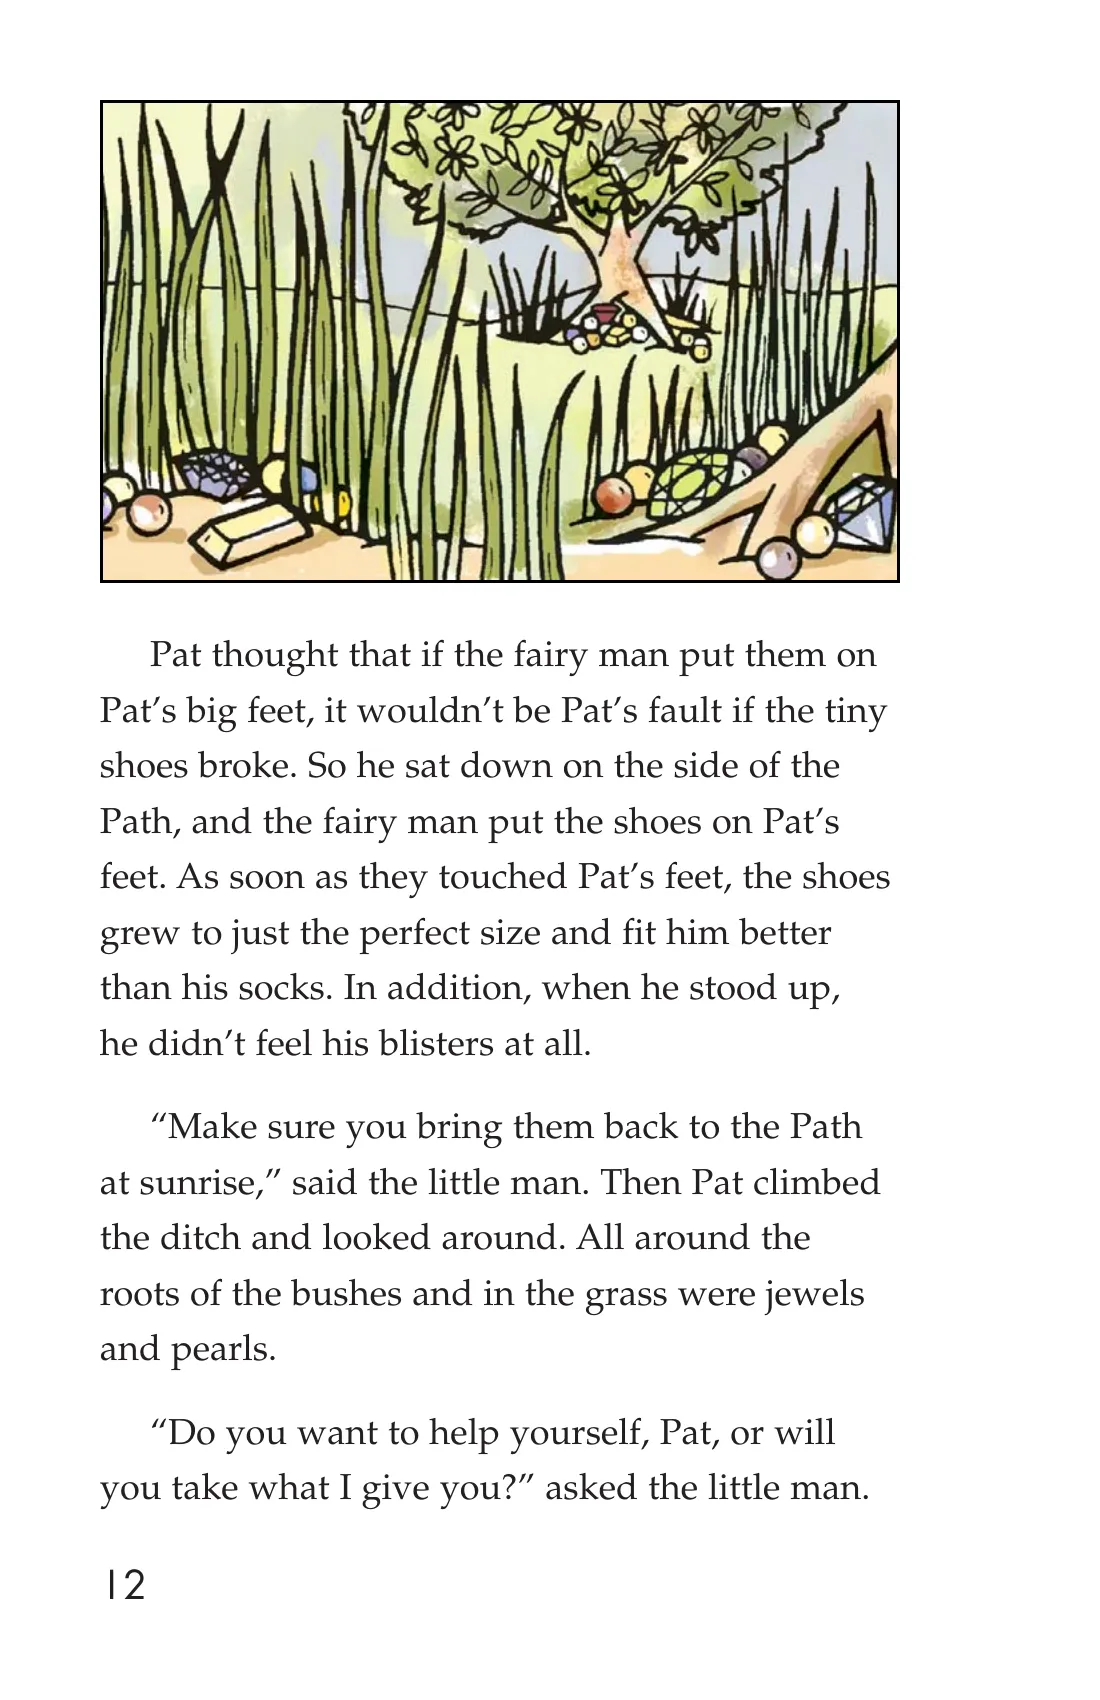 Pat thought that if the fairy man put them on
Pat’s big feet, it wouldn’t be Pat’s fault if the tiny
shoes broke. So he sat down on the side of the
Path, and the fairy man put the shoes on Pat’s
feet. As soon as they touched Pat’s feet, the shoes
grew to just the perfect size and fit him better
than his socks. In addition, when he stood up,
he didn’t feel his blisters at all.
“Make sure you bring them back to the Path
at sunrise,” said the little man. Then Pat climbed
the ditch and looked around. All around the
roots of the bushes and in the grass were jewels
and pearls.
“Do you want to help yourself, Pat, or will
you take what I give you?” asked the little man.
12